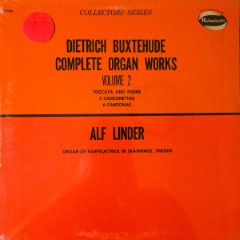 COLLECTORS SERIES
Westminster
DIETRICH BUXTEHUDE
COMPLETE ORGAN WORKS
VOLUME 2
TOCCATA AND FUGUE
3 CANZONETTAS
4 CANZONAS
ALF LINDER
ORGAN OF VARFRUKYRKA IN SKANNINGE, SWEDEN